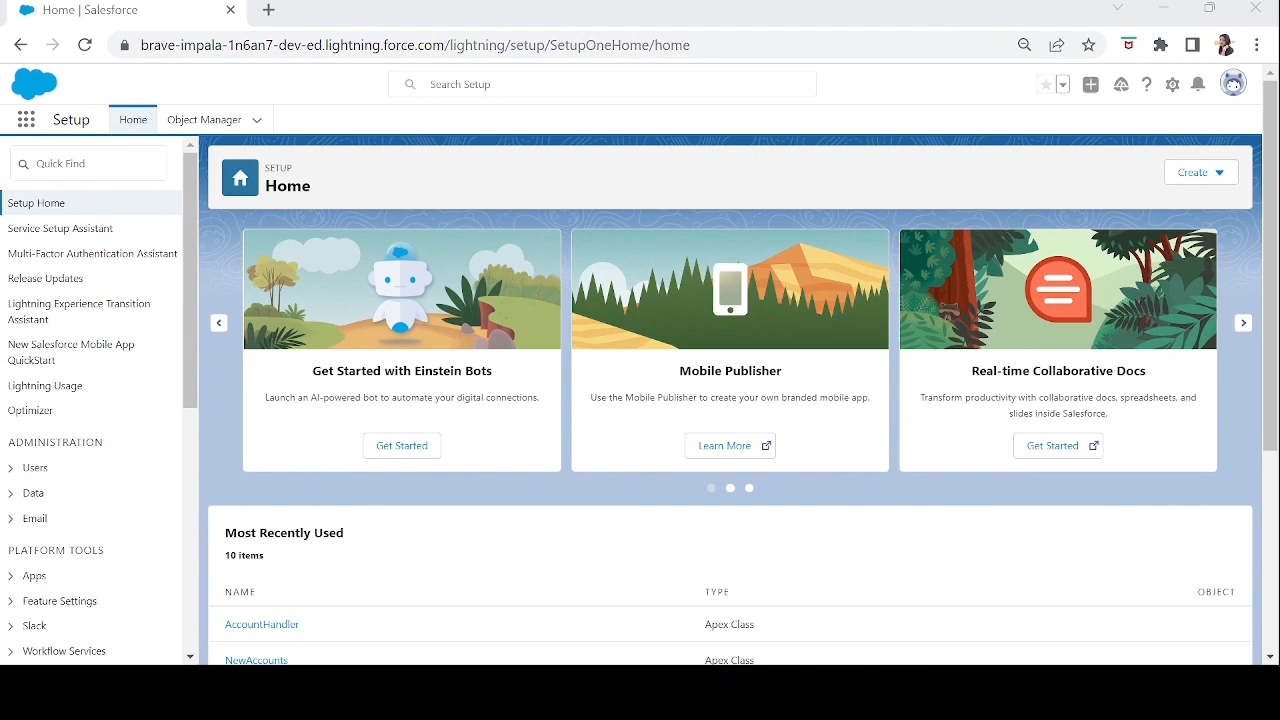 Home | Salesforce
brave-impala-1n6an7-dev-ed.lightning.force.com/lightning/setup/SetupOneHome/home
Search Setup
Setup
Home
Object Manager
Quick Find
Setup Home
Service Setup Assistant
Multi-Factor Authentication Assistant
Release Updates
Lightning Experience Transition
Assistant
New Salesforce Mobile App
QuickStart
Lightning Usage
Optimizer
ADMINISTRATION
Users
Data
Email
PLATFORM TOOLS
Apps
Feature Settings
Slack
Workflow Services
SETUP
Home
Create
Get Started with Einstein Bots
Launch an AI-powered bot to automate your digital connections.
Get Started
Mobile Publisher
Use the Mobile Publisher to create your own branded mobile app.
Learn More
Real-time Collaborative Docs
Transform productivity with collaborative docs, spreadsheets, and
slides inside Salesforce.
Get Started
Most Recently Used
10 items
NAME TYPE OBJECT
AccountHandler Apex Class
NewAccounts Apex Class